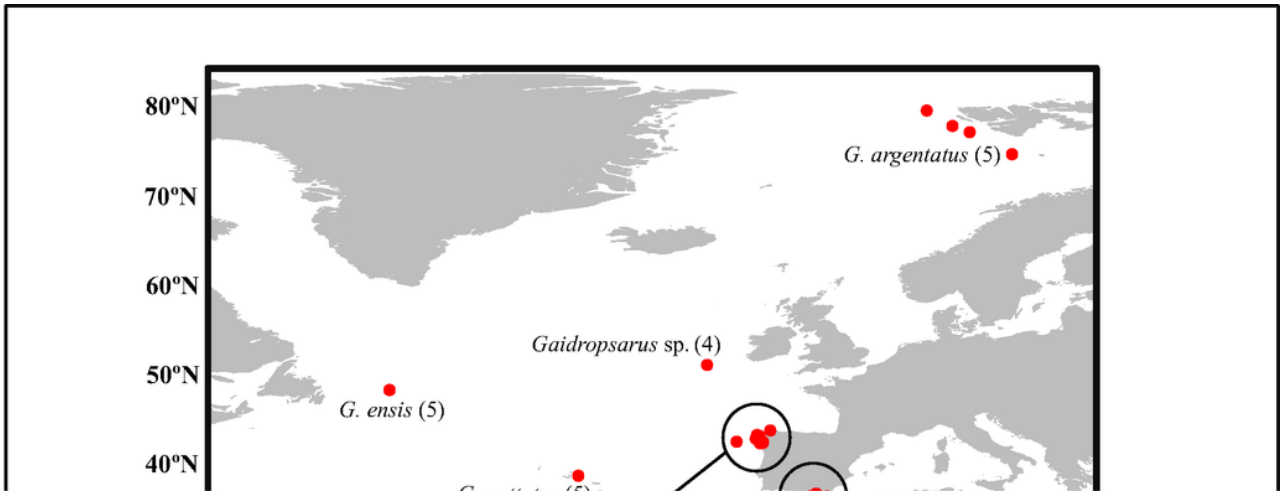 80ºN
G. argentatus (5)
70ºN
60ºN
Gaidropsarus sp. (4)
50ºN
G. ensis (5)
40ºN